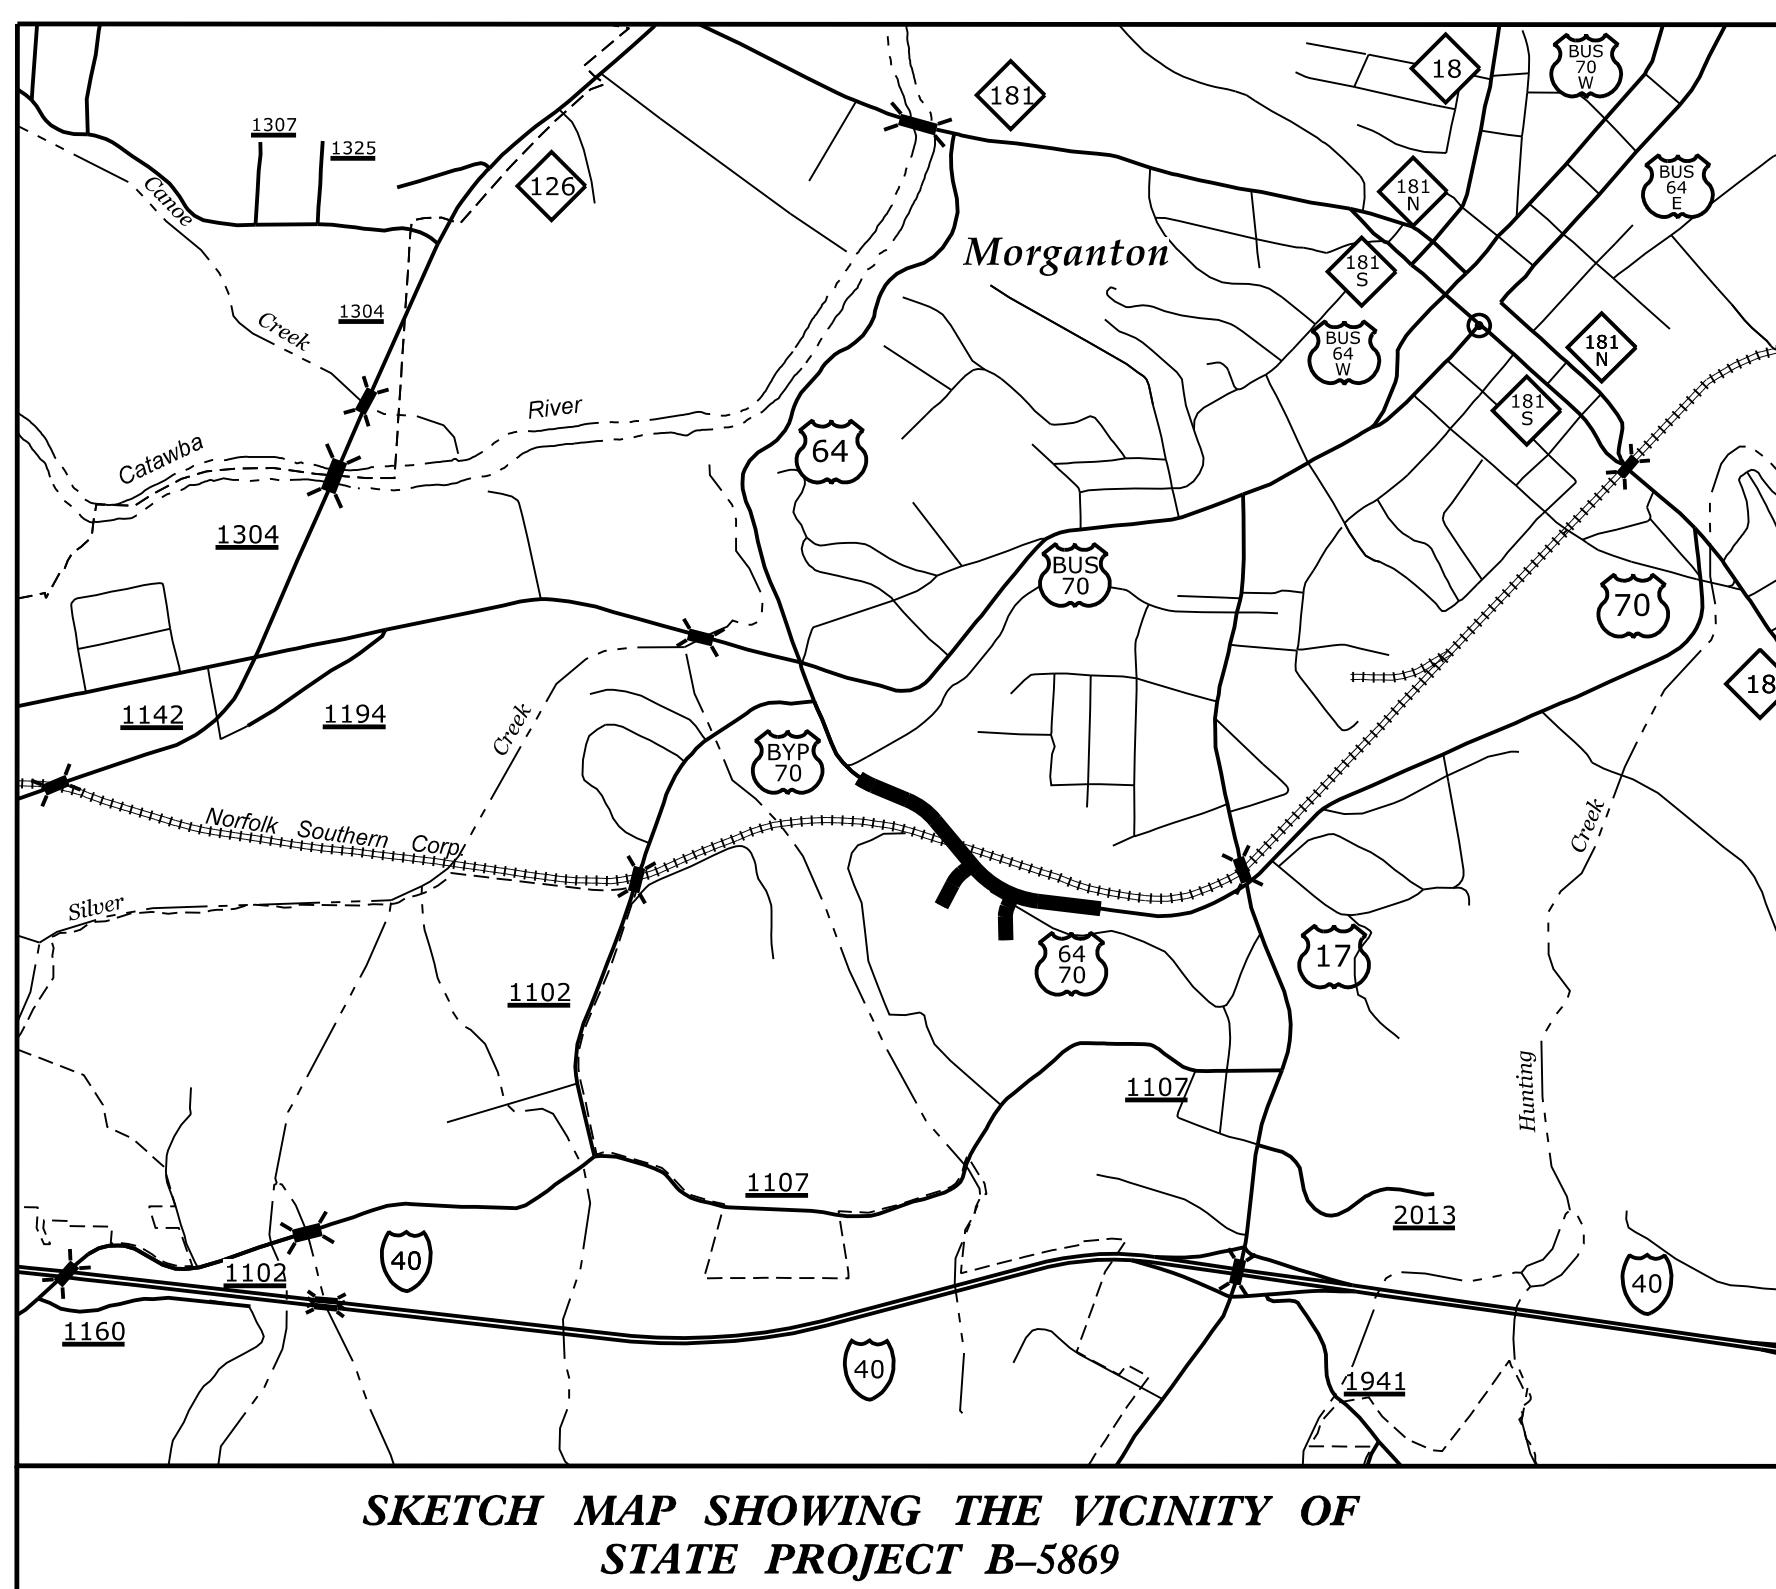 18
BUS
70
W
181
1307
1325
126
Canoe
181
N
BUS
64
E
Morganton
181
S
1304
Creek
BUS
64
W
181
N
River
181
S
Catawba
64
1304
BUS
70
70
18
1142
1194
Creek
BYP
70
Norfolk Southern Corp.
Creek
Silver
64
70
17
1102
1107
Hunting
1107
2013
40
1102
40
1160
40
1941
SKETCH MAP SHOWING THE VICINITY OF
STATE PROJECT B–5869